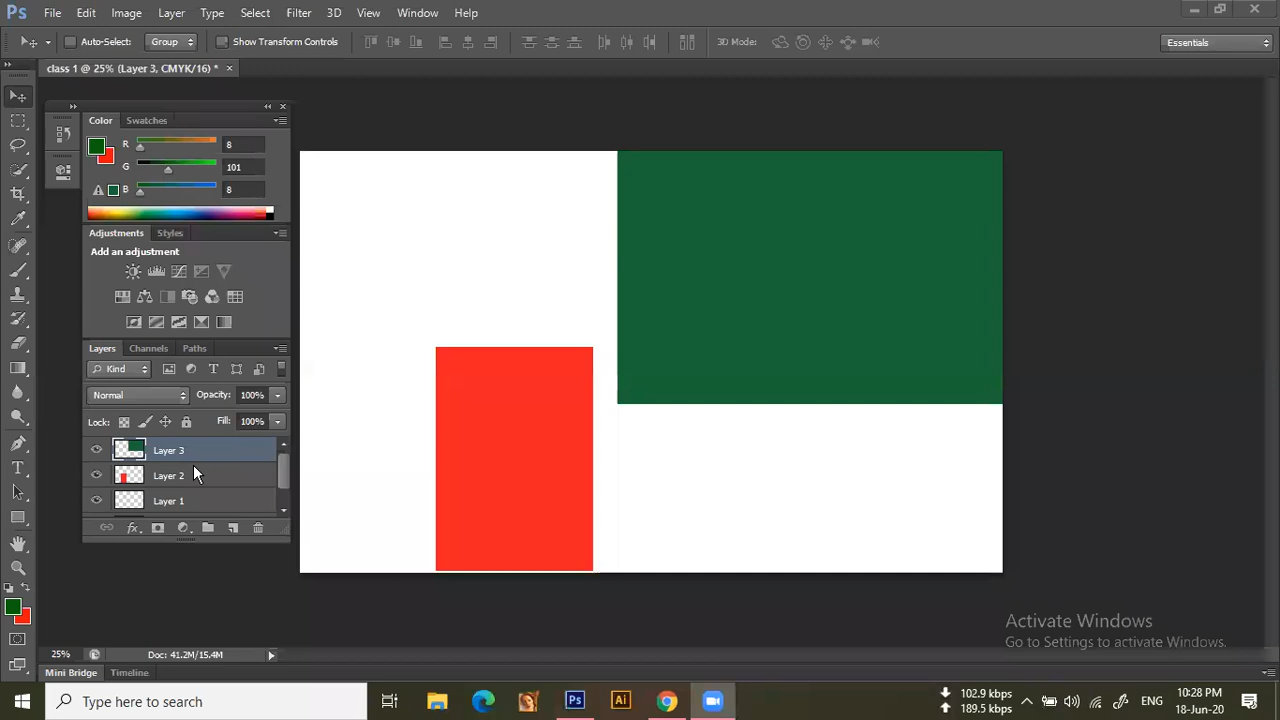 Ps File Edit Image Layer Type Select Filter 3D View Window Help
Auto-Select: Group Show Transform Controls 3D Mode: Essentials
class 1 @ 25% (Layer 3, CMYK/16) * ×
Color Swatches
R 8
G 101
B 8
Adjustments Styles
Add an adjustment
Layers Channels Paths
Kind
Normal Opacity: 100%
Lock: Fill: 100%
Layer 3
Layer 2
Layer 1
fx
Activate Windows
Go to Settings to activate Windows.
25% Doc: 41.2M/15.4M
Mini Bridge Timeline
Type here to search Ps Ai 102.9 kbps 189.5 kbps ENG 10:28 PM 18-Jun-20